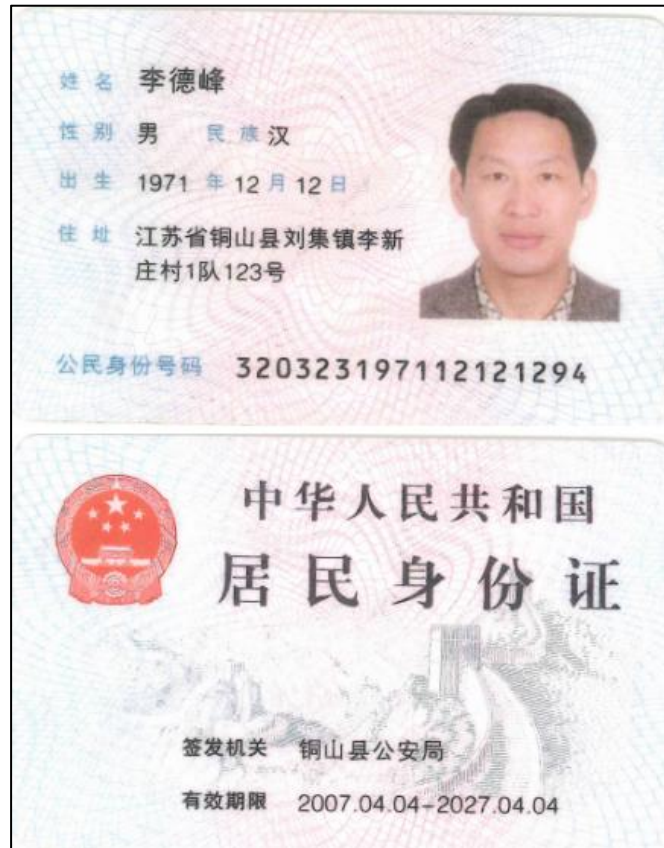 姓名 李德峰
性别 男 民族 汉
出生 1971 年 12 月 12 日
住址 江苏省铜山县刘集镇李新
庄村1队123号
公民身份号码 320323197112121294
中华人民共和国
居民身份证
签发机关 铜山县公安局
有效期限 2007.04.04-2027.04.04